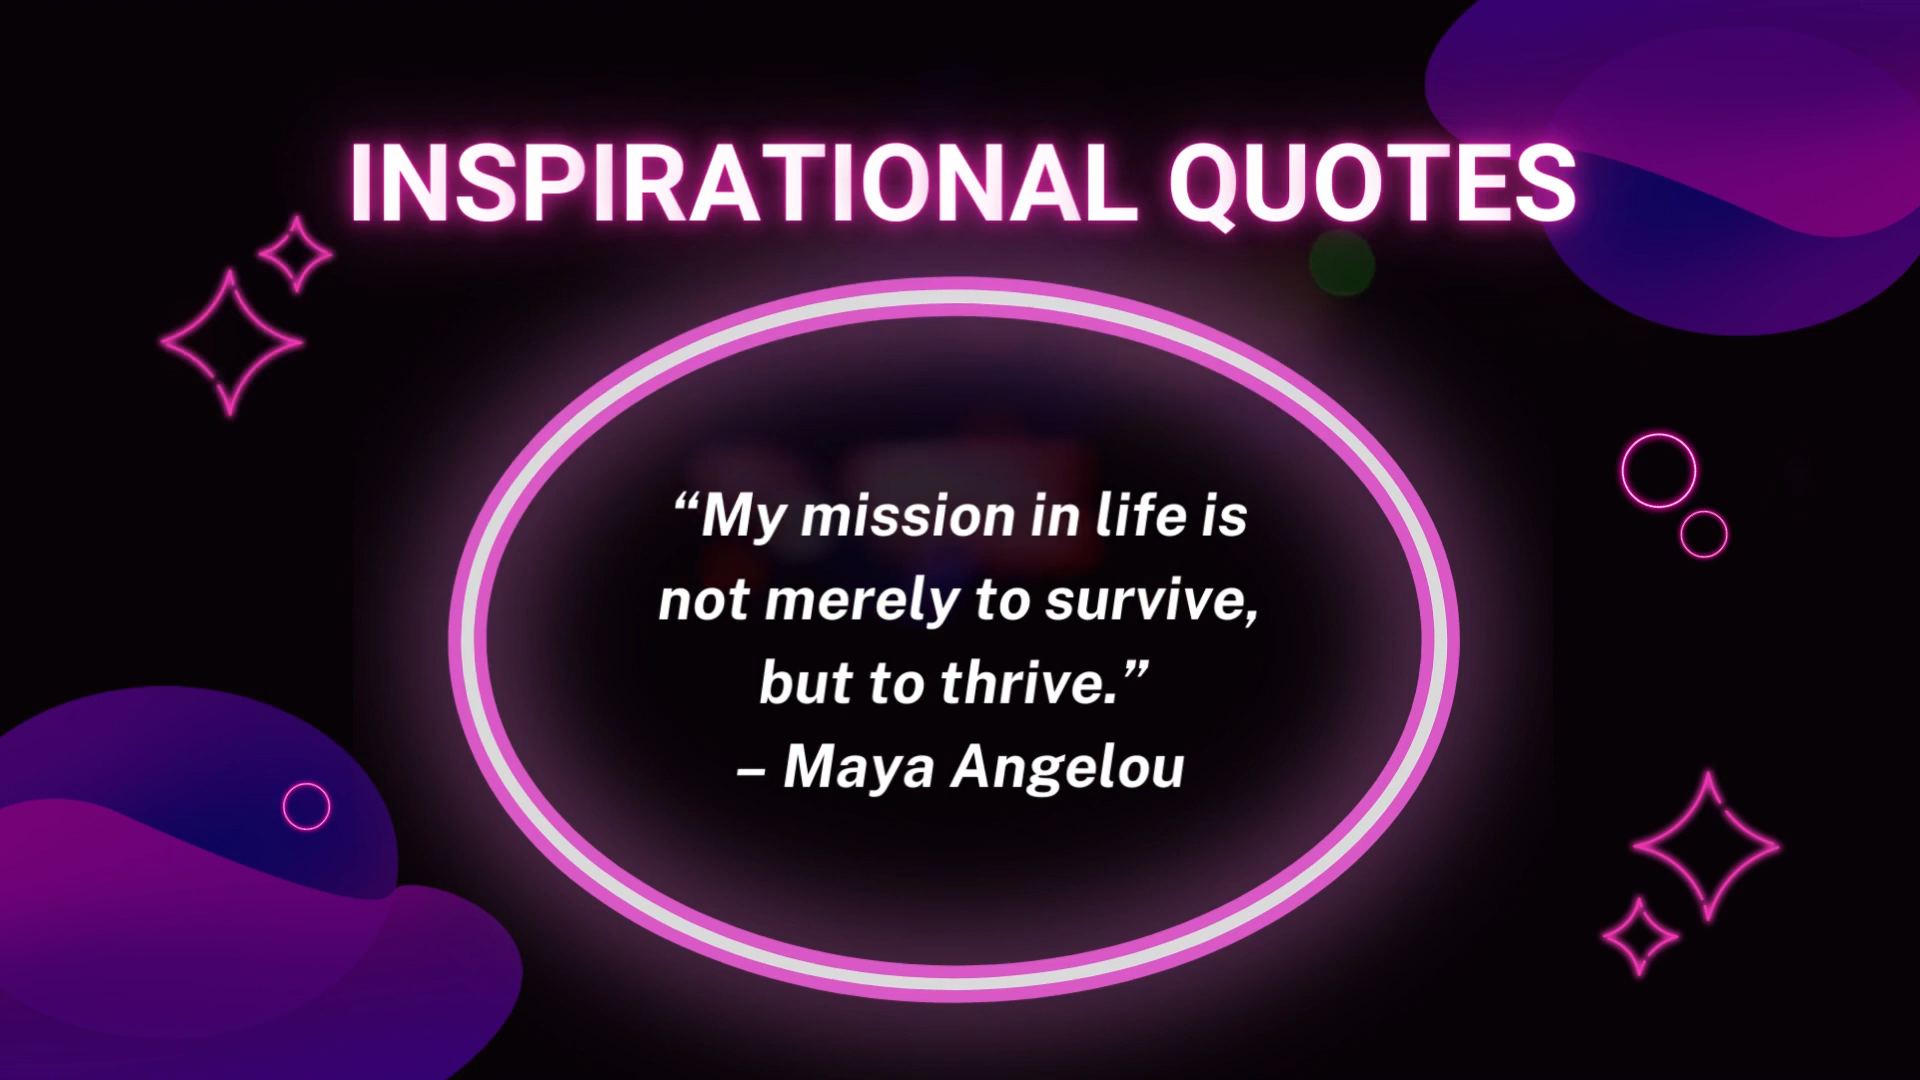 INSPIRATIONAL QUOTES
“My mission in life is
not merely to survive,
but to thrive.”
– Maya Angelou